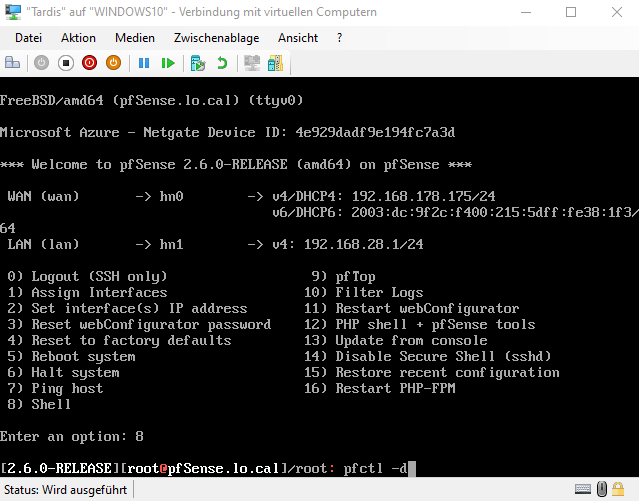 "Tardis" auf "WINDOWS10" - Verbindung mit virtuellen Computern
Datei Aktion Medien Zwischenablage Ansicht ?
FreeBSD/amd64 (pfSense.lo.cal) (ttyv0)
Microsoft Azure - Netgate Device ID: 4e929dadf9e194fc7a3d
*** Welcome to pfSense 2.6.0-RELEASE (amd64) on pfSense ***
WAN (wan) -> hn0 -> v4/DHCP4: 192.168.178.175/24
v6/DHCP6: 2003:dc:9f2c:f400:215:5dff:fe38:1f3/
64
LAN (lan) -> hn1 -> v4: 192.168.28.1/24
0) Logout (SSH only) 9) pfTop
1) Assign Interfaces 10) Filter Logs
2) Set interface(s) IP address 11) Restart webConfigurator
3) Reset webConfigurator password 12) PHP shell + pfSense tools
4) Reset to factory defaults 13) Update from console
5) Reboot system 14) Disable Secure Shell (sshd)
6) Halt system 15) Restore recent configuration
7) Ping host 16) Restart PHP-FPM
8) Shell
Enter an option: 8
[2.6.0-RELEASE][root@pfSense.lo.cal]/root: pfctl -d
Status: Wird ausgeführt